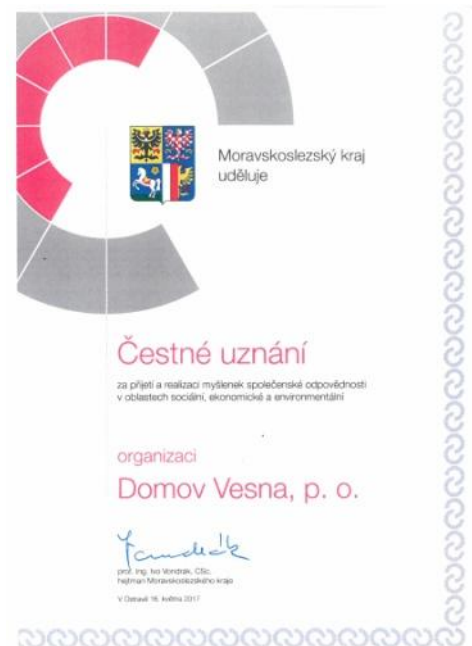 Moravskoslezský kraj
uděluje
Čestné uznání
za přijetí a realizaci myšlenek společenské odpovědnosti
v oblastech sociální, ekonomické a environmentální
organizaci
Domov Vesna, p. o.
prof. Ing. Ivo Vondrák, CSc.
hejtman Moravskoslezského kraje
V Ostravě 16. května 2017